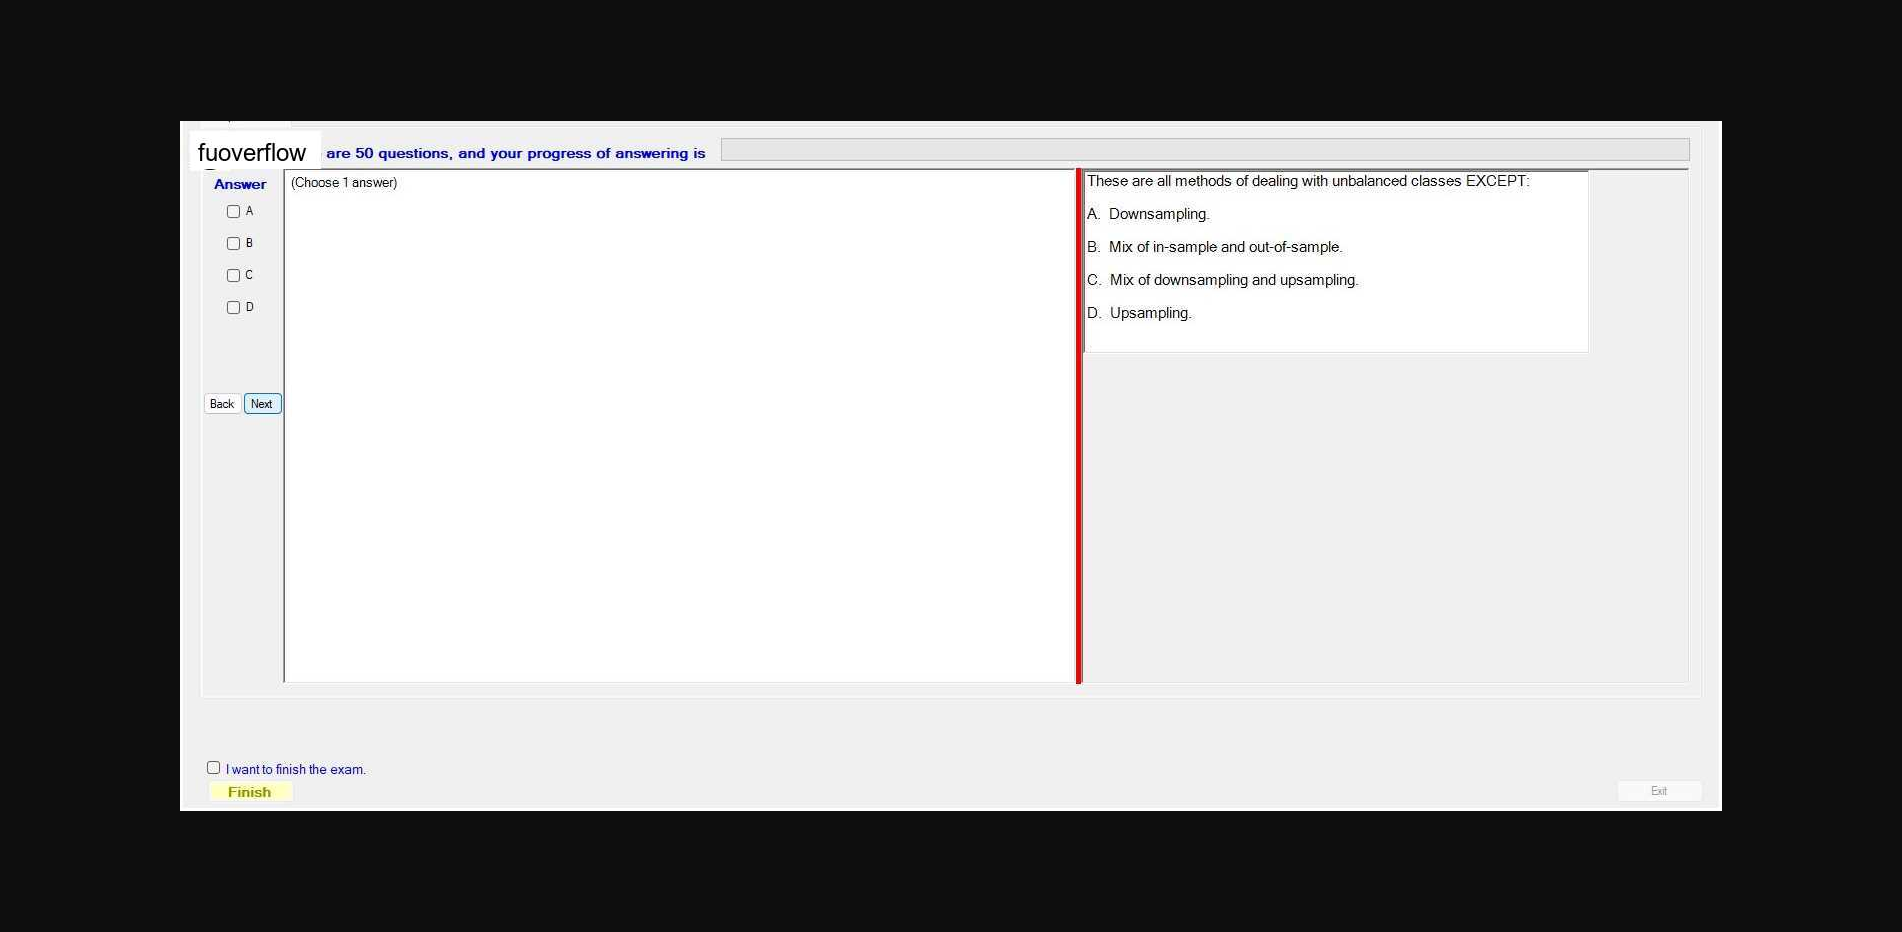 fuoverflow are 50 questions, and your progress of answering is
Answer
A
B
C
D
Back Next
(Choose 1 answer)
These are all methods of dealing with unbalanced classes EXCEPT:
A. Downsampling.
B. Mix of in-sample and out-of-sample.
C. Mix of downsampling and upsampling.
D. Upsampling.
I want to finish the exam.
Finish
Exit